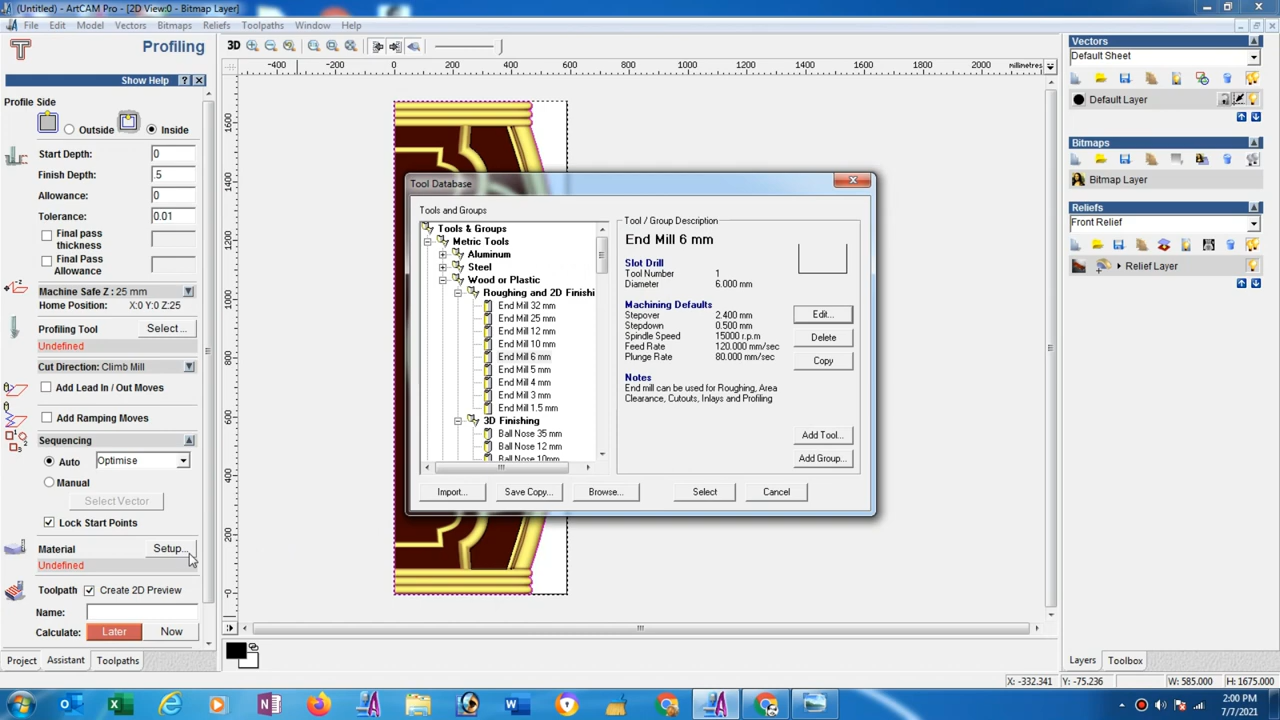 (Untitled) - ArtCAM Pro - [2D View:0 - Bitmap Layer]
File Edit Model Vectors Bitmaps Reliefs Toolpaths Window Help
Profiling
Show Help ?
Profile Side
Outside Inside
Start Depth: 0
Finish Depth: .5
Allowance: 0
Tolerance: 0.01
Final pass
thickness
Final Pass
Allowance
Machine Safe Z : 25 mm
Home Position: X:0 Y:0 Z:25
Profiling Tool Select...
Undefined
Cut Direction: Climb Mill
Add Lead In / Out Moves
Add Ramping Moves
Sequencing
Auto Optimise
Manual
Select Vector
Lock Start Points
Material Setup...
Undefined
Toolpath Create 2D Preview
Name:
Calculate: Later Now
Project Assistant Toolpaths
3D
-400 -200 200 400 600 800 1000 1200 1400 1600 1800 2000 millimetres
1600
1400
1200
400
200
-0
Tool Database
Tools and Groups
Tools & Groups
Metric Tools
Aluminum
Steel
Wood or Plastic
Roughing and 2D Finishi
End Mill 32 mm
End Mill 25 mm
End Mill 12 mm
End Mill 10 mm
End Mill 6 mm
End Mill 5 mm
End Mill 4 mm
End Mill 3 mm
End Mill 1.5 mm
3D Finishing
Ball Nose 35 mm
Ball Nose 12 mm
Ball Nose 10mm
Tool / Group Description
End Mill 6 mm
Slot Drill
Tool Number 1
Diameter 6.000 mm
Machining Defaults
Stepover 2.400 mm
Stepdown 0.500 mm
Spindle Speed 15000 r.p.m
Feed Rate 120.000 mm/sec
Plunge Rate 80.000 mm/sec
Notes
End mill can be used for Roughing, Area
Clearance, Cutouts, Inlays and Profiling
Edit...
Delete
Copy
Add Tool...
Add Group...
Import... Save Copy... Browse... Select Cancel
Vectors
Default Sheet
Default Layer
Bitmaps
Bitmap Layer
Reliefs
Front Relief
Relief Layer
Layers Toolbox
X: -332.341 Y: -75.236 W: 585.000 H: 1675.000
2:00 PM
7/7/2021